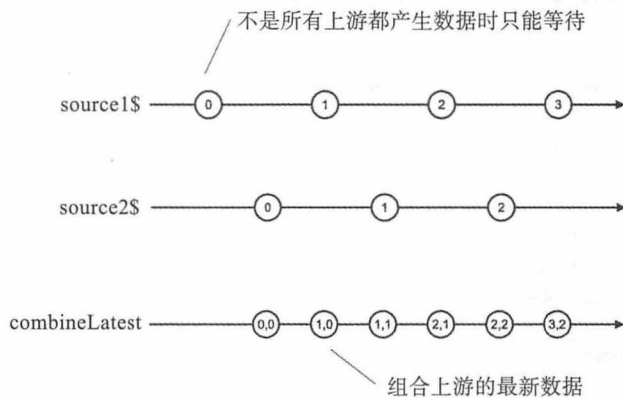 不是所有上游都产生数据时只能等待
source1$ 0 1 2 3
source2$ 0 1 2
combineLatest 0,0 1,0 1,1 2,1 2,2 3,2
组合上游的最新数据